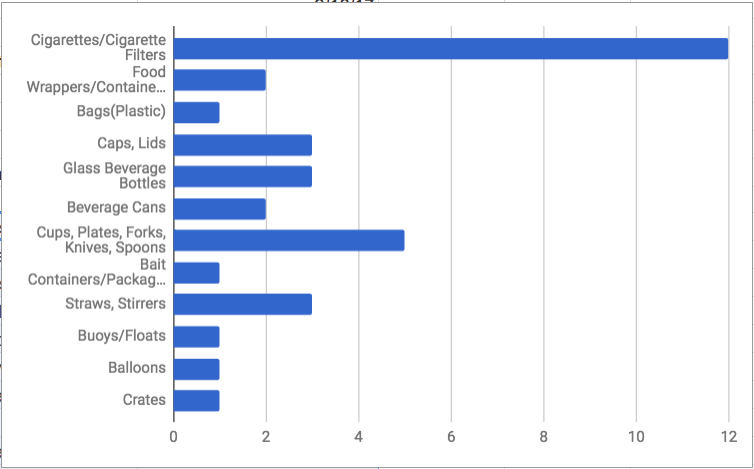 Cigarettes/Cigarette
Filters
Food
Wrappers/Containe...
Bags(Plastic)
Caps, Lids
Glass Beverage
Bottles
Beverage Cans
Cups, Plates, Forks,
Knives, Spoons
Bait
Containers/Packag...
Straws, Stirrers
Buoys/Floats
Balloons
Crates
0 2 4 6 8 10 12